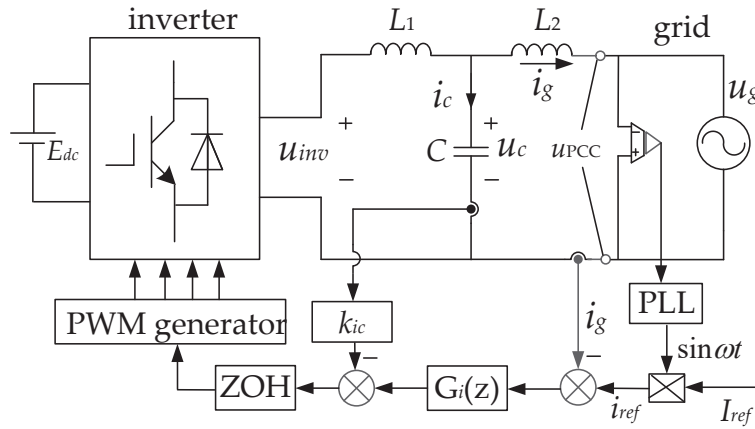 inverter
L1
L2
grid
ig
ug
ic
+
+
Edc
uinv
C
uc
uPCC
−
+
−
−
PLL
kic
ig
PWM generator
sinωt
−
−
ZOH
Gi(z)
iref
Iref